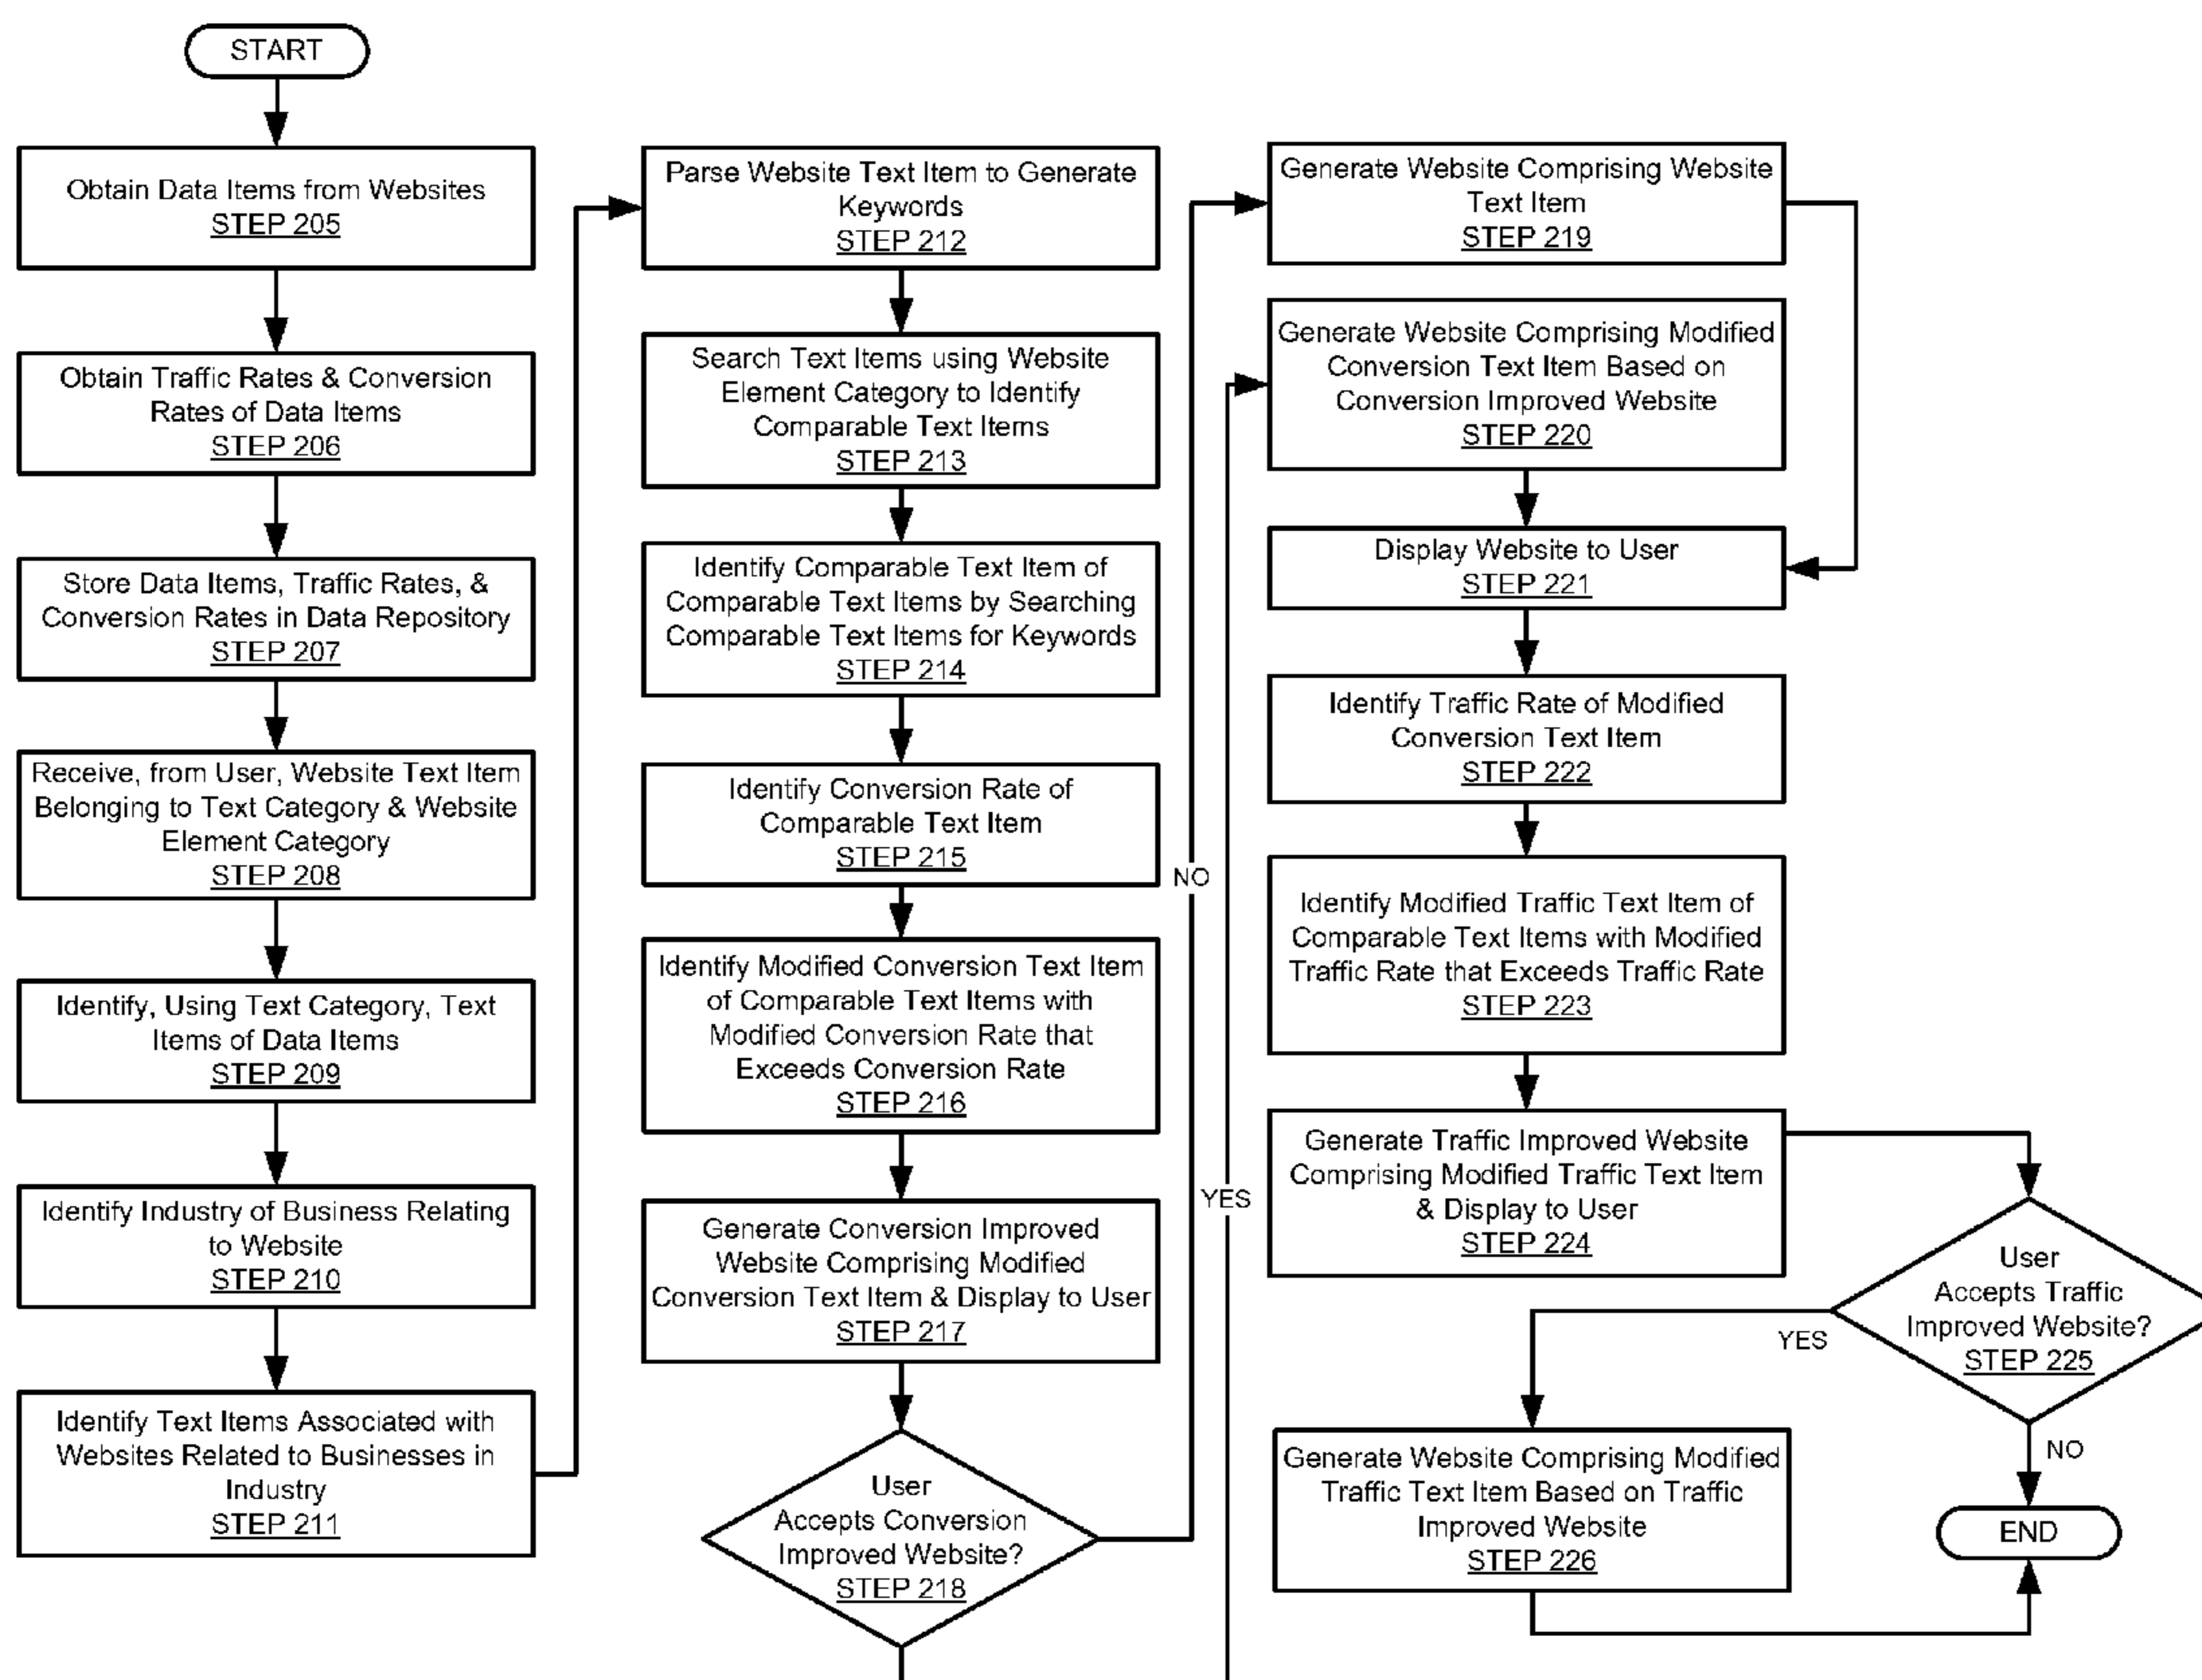 START
Obtain Data Items from Websites
STEP 205
Obtain Traffic Rates & Conversion
Rates of Data Items
STEP 206
Store Data Items, Traffic Rates, &
Conversion Rates in Data Repository
STEP 207
Receive, from User, Website Text Item
Belonging to Text Category & Website
Element Category
STEP 208
Identify, Using Text Category, Text
Items of Data Items
STEP 209
Identify Industry of Business Relating
to Website
STEP 210
Identify Text Items Associated with
Websites Related to Businesses in
Industry
STEP 211
Parse Website Text Item to Generate
Keywords
STEP 212
Search Text Items using Website
Element Category to Identify
Comparable Text Items
STEP 213
Identify Comparable Text Item of
Comparable Text Items by Searching
Comparable Text Items for Keywords
STEP 214
Identify Conversion Rate of
Comparable Text Item
STEP 215
Identify Modified Conversion Text Item
of Comparable Text Items with
Modified Conversion Rate that
Exceeds Conversion Rate
STEP 216
Generate Conversion Improved
Website Comprising Modified
Conversion Text Item & Display to User
STEP 217
User
Accepts Conversion
Improved Website?
STEP 218
NO
YES
Generate Website Comprising Website
Text Item
STEP 219
Generate Website Comprising Modified
Conversion Text Item Based on
Conversion Improved Website
STEP 220
Display Website to User
STEP 221
Identify Traffic Rate of Modified
Conversion Text Item
STEP 222
Identify Modified Traffic Text Item of
Comparable Text Items with Modified
Traffic Rate that Exceeds Traffic Rate
STEP 223
Generate Traffic Improved Website
Comprising Modified Traffic Text Item
& Display to User
STEP 224
User
Accepts Traffic
Improved Website?
STEP 225
YES
NO
Generate Website Comprising Modified
Traffic Text Item Based on Traffic
Improved Website
STEP 226
END